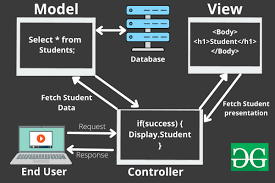 Model
View
Select * from
Students;
Database
<Body>
<h1>Student</h1>
</Body>
Fetch Student
Data
Fetch Student
presentation
Request
Response
if(success) {
Display.Student
}
End User
Controller